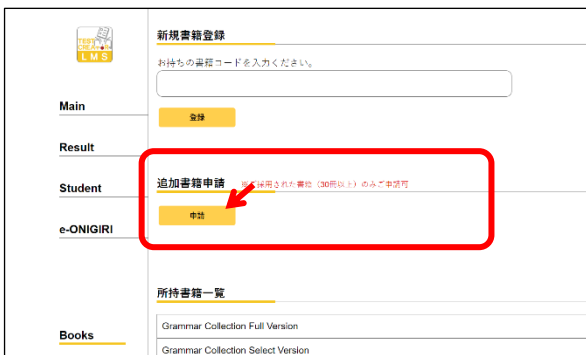 TEST
CREATOR
LMS
Main
Result
Student
e-ONIGIRI
Books
新規書籍登録
お持ちの書籍コードを入力ください。
登録
追加書籍申請 採用された書籍（30冊以上）のみご申請可
申請
所持書籍一覧
Grammar Collection Full Version
Grammar Collection Select Version